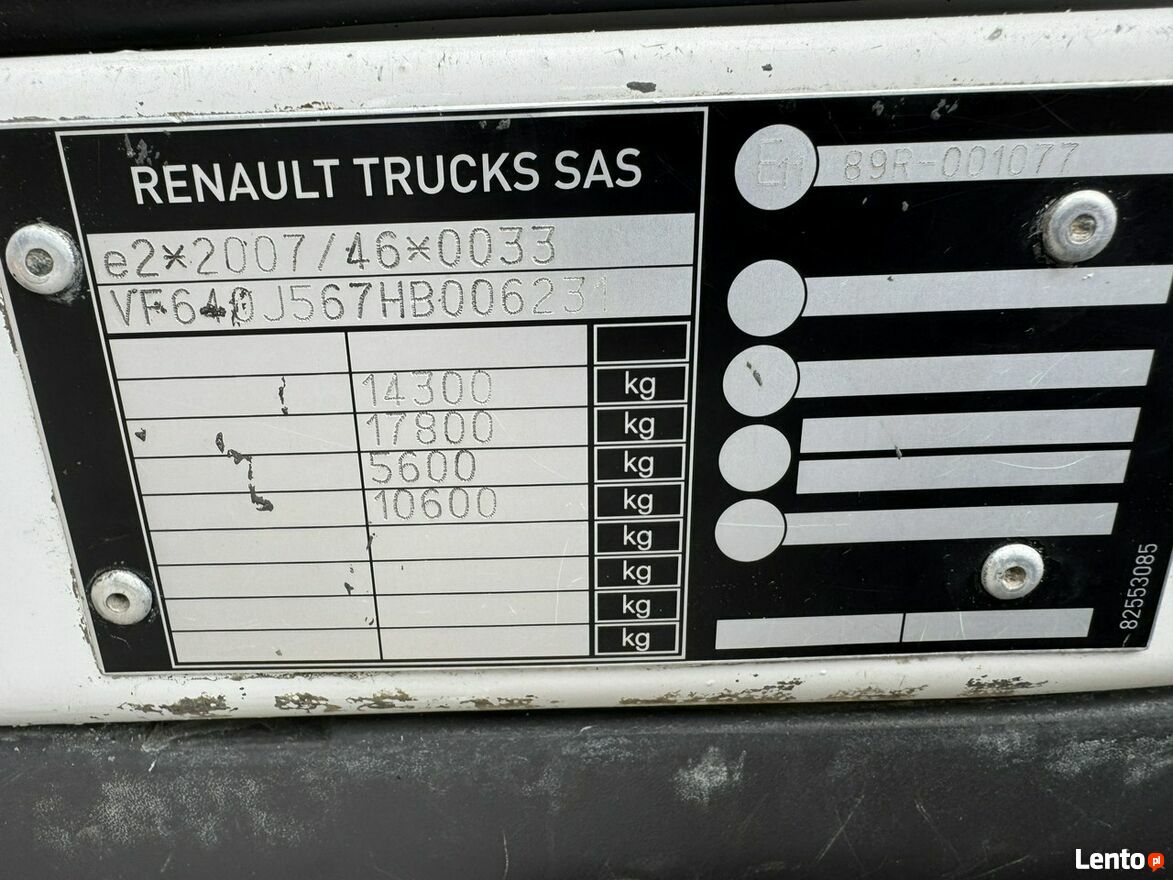 RENAULT TRUCKS SAS
e2*2007/46*0033
VF640J567HB006231
14300 kg
17800 kg
5600 kg
10600 kg
kg
kg
kg
kg
E11 89R-001077
82553085
Lento.pl